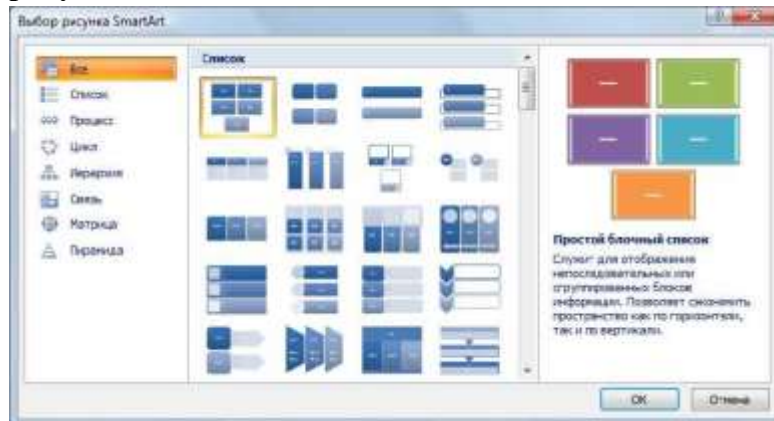 Выбор рисунка SmartArt
Все
Список
Процесс
Цикл
Иерархия
Связь
Матрица
Пирамида
Список
Простой блочный список
Служит для отображения
непоследовательных или
сгруппированных блоков
информации. Позволяет сэкономить
пространство как по горизонтали,
так и по вертикали.
ОК
Отмена